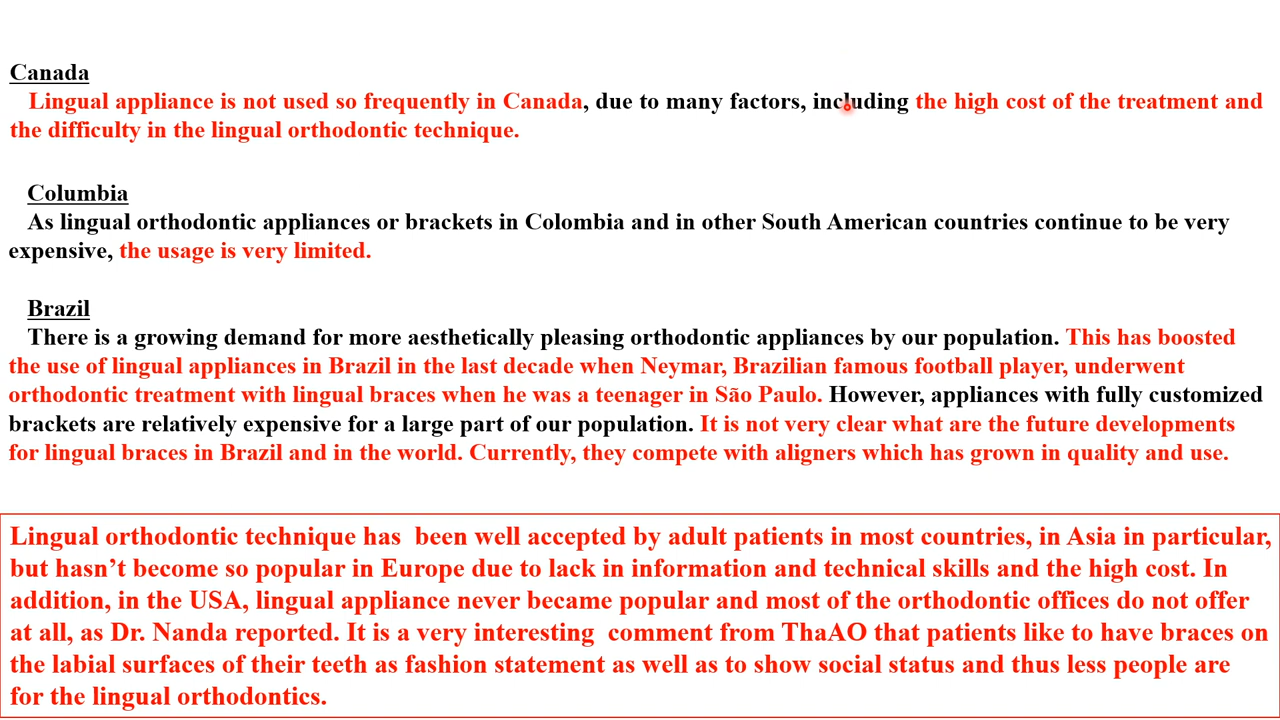 Canada
Lingual appliance is not used so frequently in Canada, due to many factors, including the high cost of the treatment and
the difficulty in the lingual orthodontic technique.
Columbia
As lingual orthodontic appliances or brackets in Colombia and in other South American countries continue to be very
expensive, the usage is very limited.
Brazil
There is a growing demand for more aesthetically pleasing orthodontic appliances by our population. This has boosted
the use of lingual appliances in Brazil in the last decade when Neymar, Brazilian famous football player, underwent
orthodontic treatment with lingual braces when he was a teenager in São Paulo. However, appliances with fully customized
brackets are relatively expensive for a large part of our population. It is not very clear what are the future developments
for lingual braces in Brazil and in the world. Currently, they compete with aligners which has grown in quality and use.
Lingual orthodontic technique has  been well accepted by adult patients in most countries, in Asia in particular,
but hasn’t become so popular in Europe due to lack in information and technical skills and the high cost. In
addition, in the USA, lingual appliance never became popular and most of the orthodontic offices do not offer
at all, as Dr. Nanda reported. It is a very interesting  comment from ThaAO that patients like to have braces on
the labial surfaces of their teeth as fashion statement as well as to show social status and thus less people are
for the lingual orthodontics.